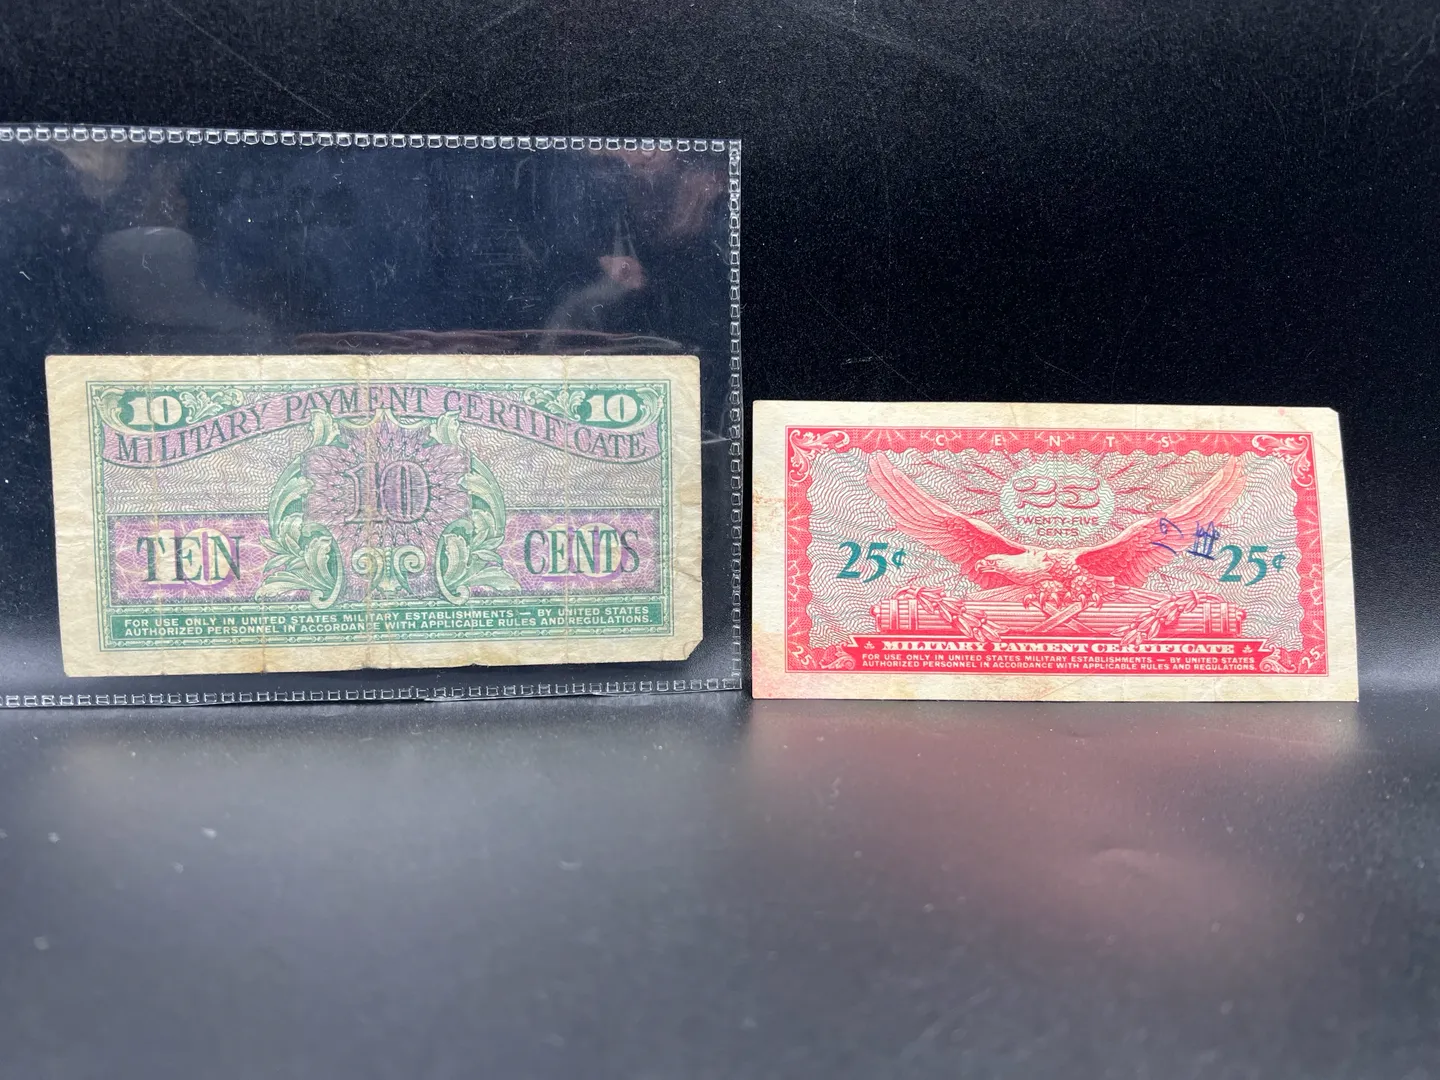 10 10
MILITARY PAYMENT CERTIFICATE
10
TEN CENTS
FOR USE ONLY IN UNITED STATES MILITARY ESTABLISHMENTS — BY UNITED STATES
AUTHORIZED PERSONNEL IN ACCORDANCE WITH APPLICABLE RULES AND REGULATIONS.
CENTS
25
TWENTY-FIVE
CENTS
25¢ 25¢
MILITARY PAYMENT CERTIFICATE
FOR USE ONLY IN UNITED STATES MILITARY ESTABLISHMENTS — BY UNITED STATES
AUTHORIZED PERSONNEL IN ACCORDANCE WITH APPLICABLE RULES AND REGULATIONS.
25 25